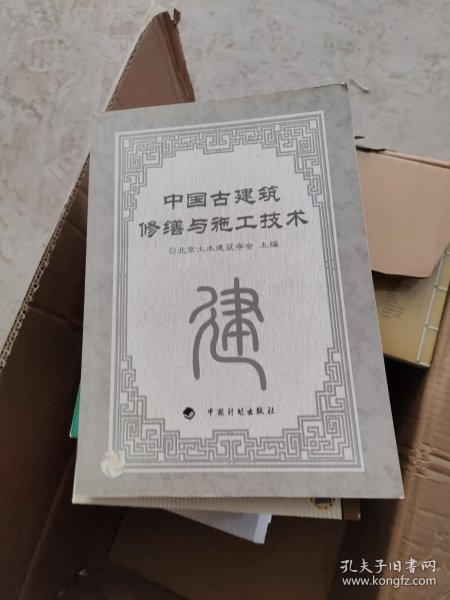 中国古建筑
修缮与施工技术
◎北京土木建筑学会 主编
建
中国计划出版社
孔夫子旧书网
www.kongfz.com